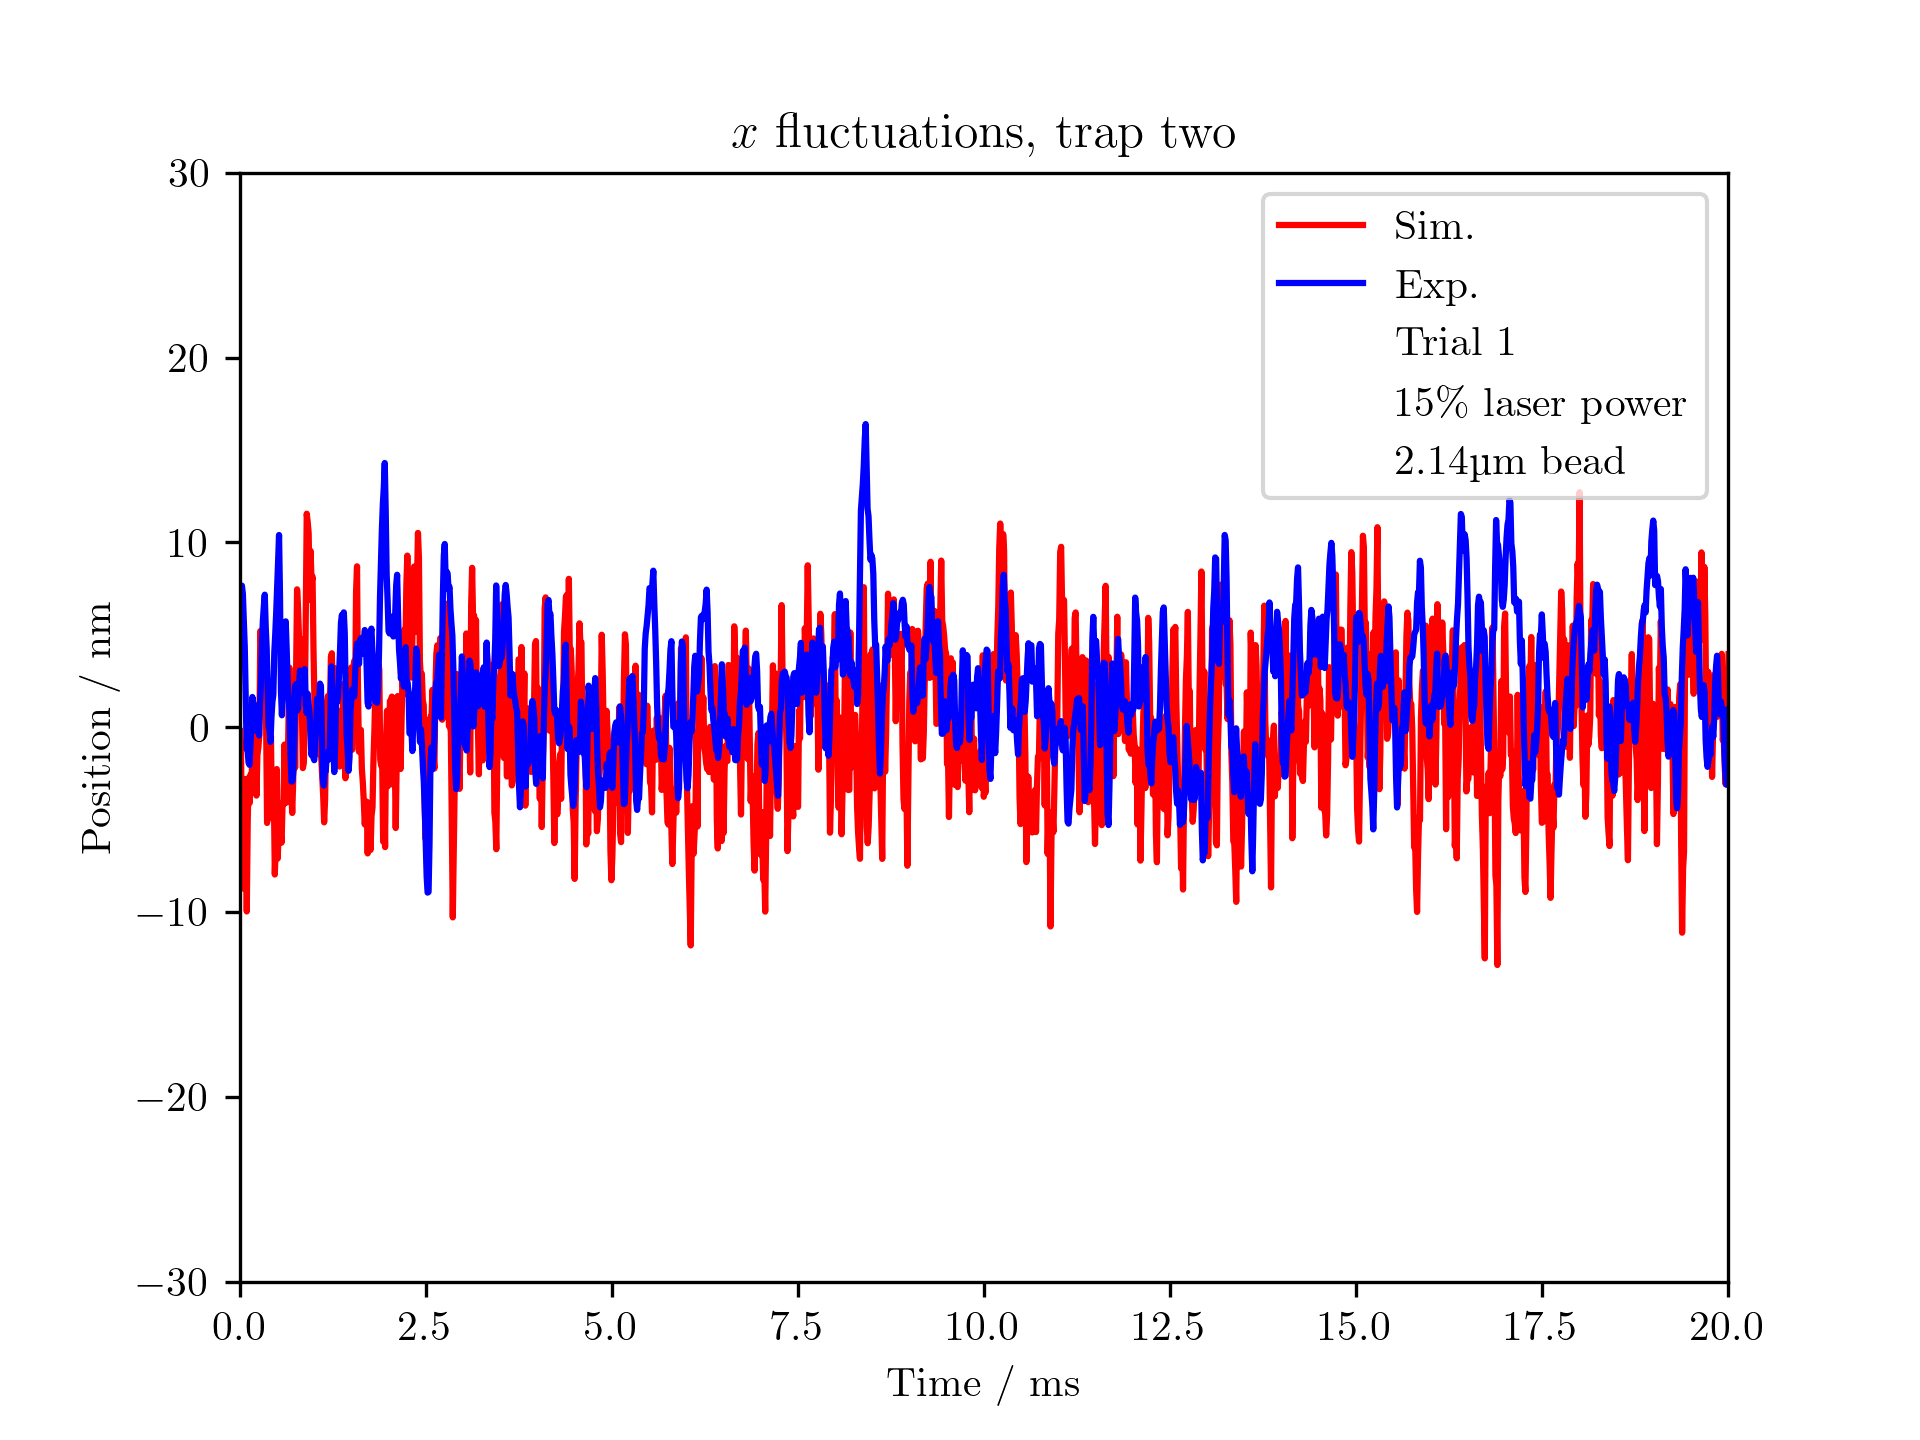 x fluctuations, trap two
30
20
10
0
−10
−20
−30
Position / nm
Sim.
Exp.
Trial 1
15% laser power
2.14µm bead
0.0 2.5 5.0 7.5 10.0 12.5 15.0 17.5 20.0
Time / ms